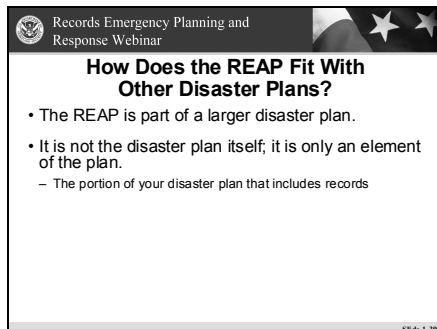 Records Emergency Planning and
Response Webinar
How Does the REAP Fit With
Other Disaster Plans?
• The REAP is part of a larger disaster plan.
• It is not the disaster plan itself; it is only an element
of the plan.
– The portion of your disaster plan that includes records